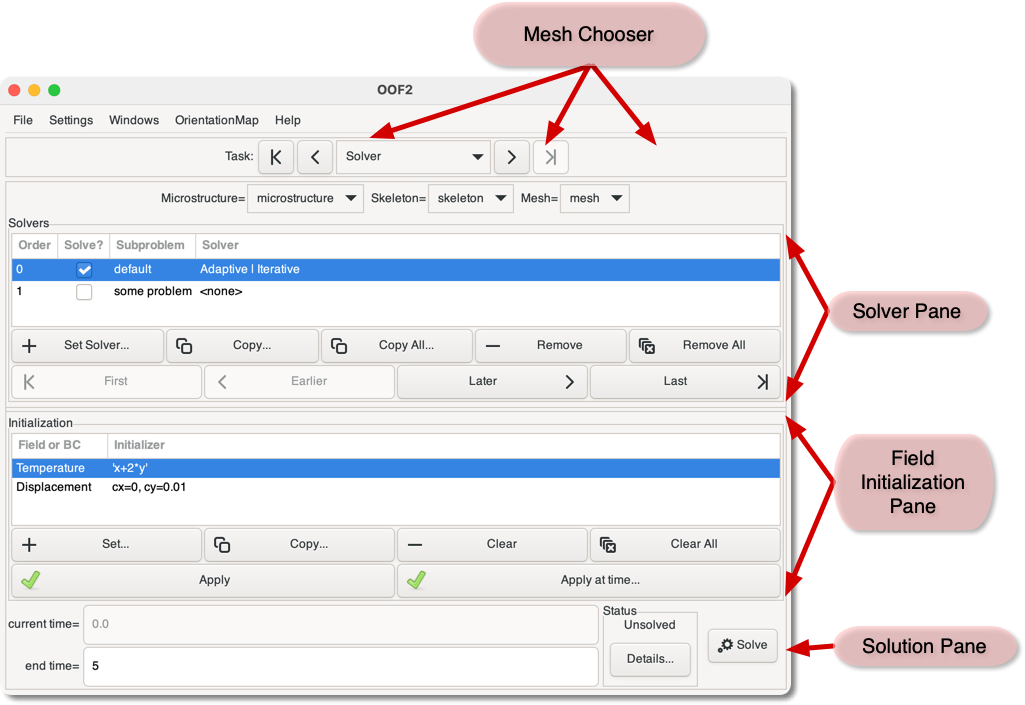 Mesh Chooser
OOF2
File Settings Windows OrientationMap Help
Task: Solver
Microstructure= microstructure Skeleton= skeleton Mesh= mesh
Solvers
Order Solve? Subproblem Solver
0 default Adaptive | Iterative
1 some problem <none>
Solver Pane
Set Solver... Copy... Copy All... Remove Remove All
First Earlier Later Last
Initialization
Field or BC Initializer
Temperature 'x+2*y'
Displacement cx=0, cy=0.01
Field
Initialization
Pane
Set... Copy... Clear Clear All
Apply Apply at time...
current time= 0.0
Status
Unsolved
Solve
Details...
end time= 5
Solution Pane